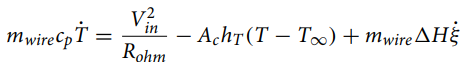 m_{wire} c_p \dot{T} = \frac{V_{in}^2}{R_{ohm}} - A_c h_T (T - T_\infty) + m_{wire} \Delta H \dot{\xi}